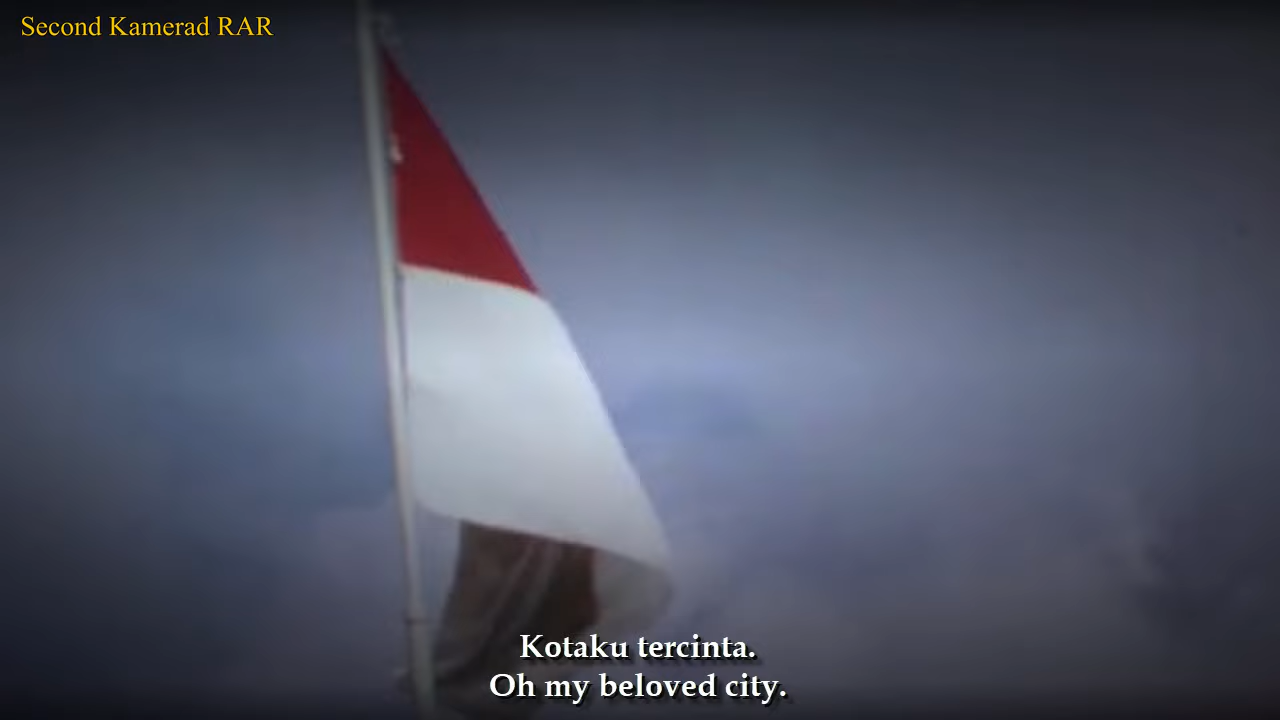 Second Kamerad RAR
Kotaku tercinta.
Oh my beloved city.